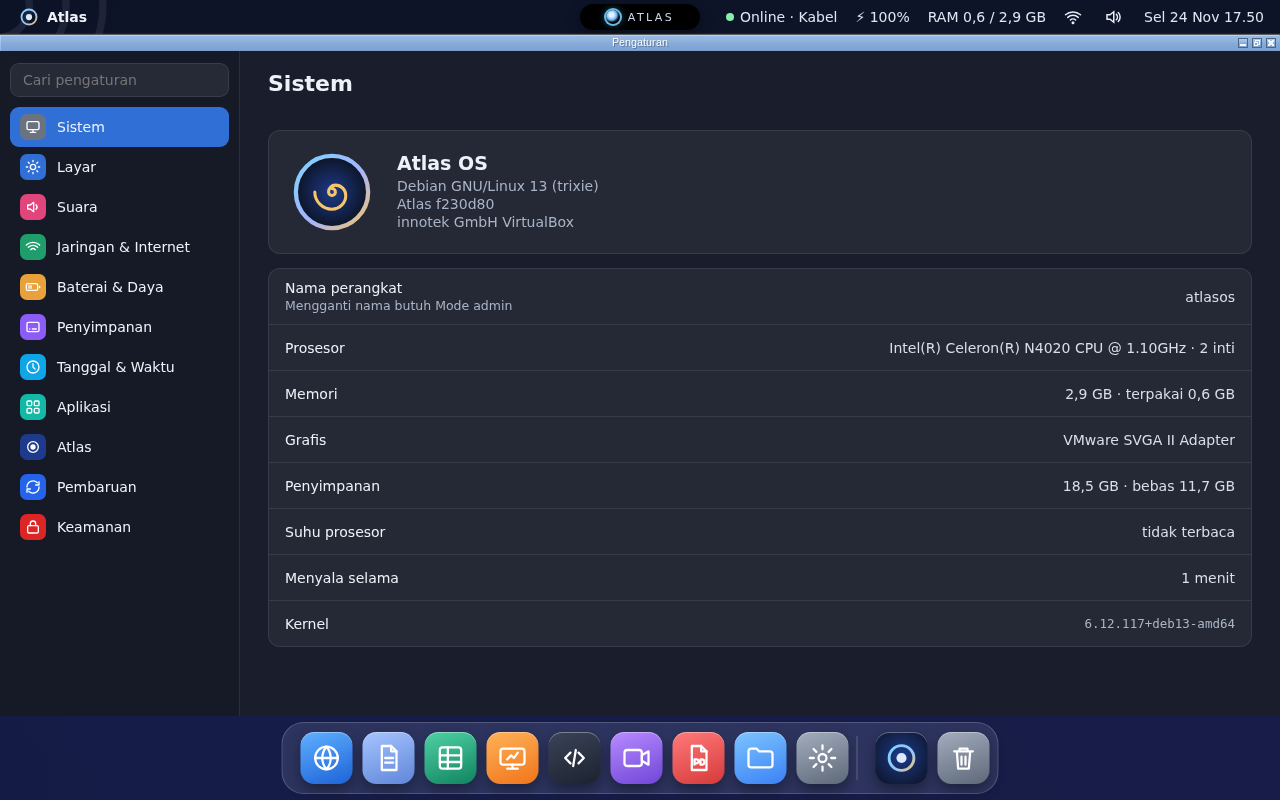 Atlas
ATLAS
Online · Kabel
⚡ 100%
RAM 0,6 / 2,9 GB
Sel 24 Nov 17.50
Pengaturan
Cari pengaturan
Sistem
Layar
Suara
Jaringan & Internet
Baterai & Daya
Penyimpanan
Tanggal & Waktu
Aplikasi
Atlas
Pembaruan
Keamanan
Sistem
Atlas OS
Debian GNU/Linux 13 (trixie)
Atlas f230d80
innotek GmbH VirtualBox
Nama perangkat
Mengganti nama butuh Mode admin
atlasos
Prosesor
Intel(R) Celeron(R) N4020 CPU @ 1.10GHz · 2 inti
Memori
2,9 GB · terpakai 0,6 GB
Grafis
VMware SVGA II Adapter
Penyimpanan
18,5 GB · bebas 11,7 GB
Suhu prosesor
tidak terbaca
Menyala selama
1 menit
Kernel
6.12.117+deb13-amd64